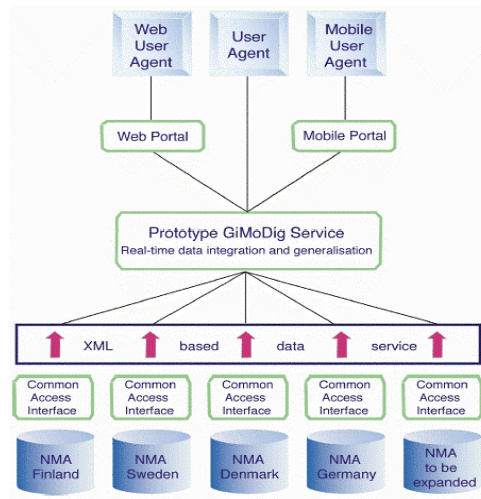 Web
User
Agent
User
Agent
Mobile
User
Agent
Web Portal
Mobile Portal
Prototype GiMoDig Service
Real-time data integration and generalisation
XML based data service
Common
Access
Interface
Common
Access
Interface
Common
Access
Interface
Common
Access
Interface
Common
Access
Interface
NMA
Finland
NMA
Sweden
NMA
Denmark
NMA
Germany
NMA
to be
expanded